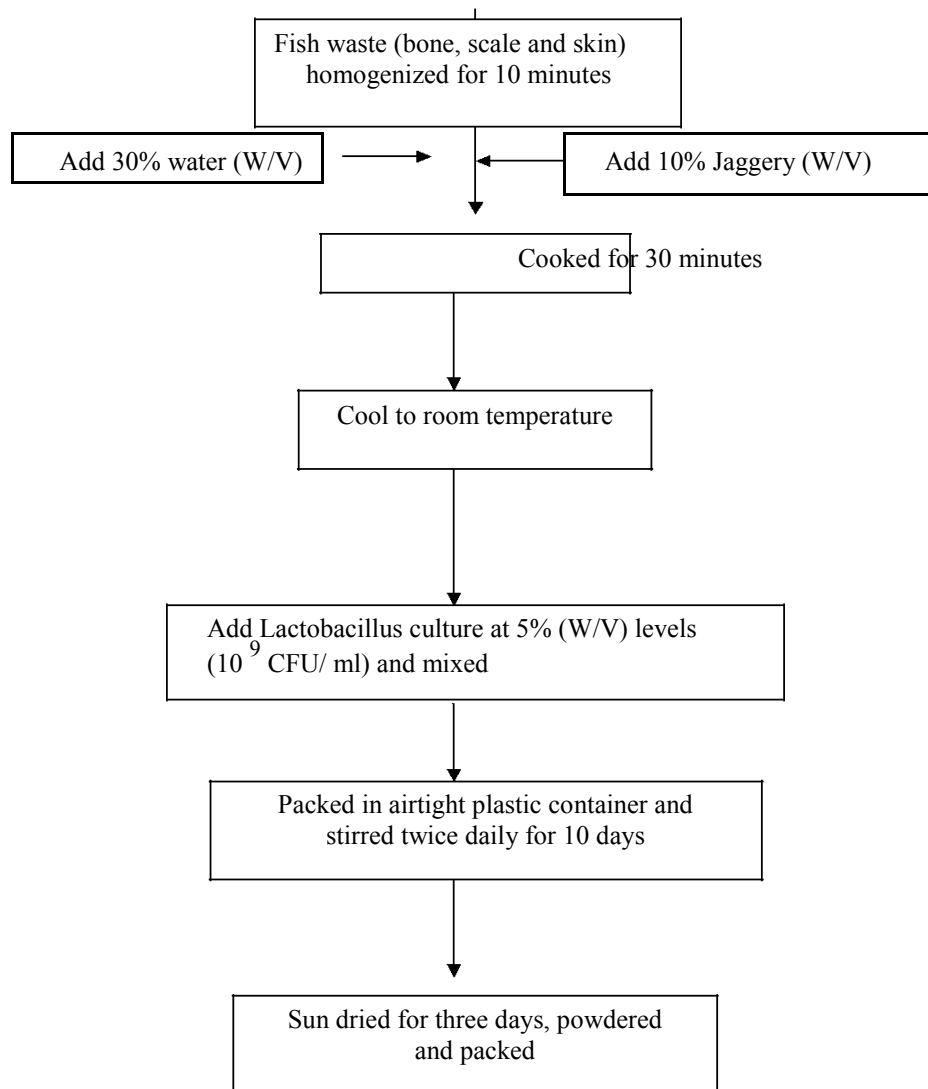 Fish waste (bone, scale and skin)
homogenized for 10 minutes
Add 30% water (W/V)
Add 10% Jaggery (W/V)
Cooked for 30 minutes
Cool to room temperature
Add Lactobacillus culture at 5% (W/V) levels
(10 9 CFU/ ml) and mixed
Packed in airtight plastic container and
stirred twice daily for 10 days
Sun dried for three days, powdered
and packed